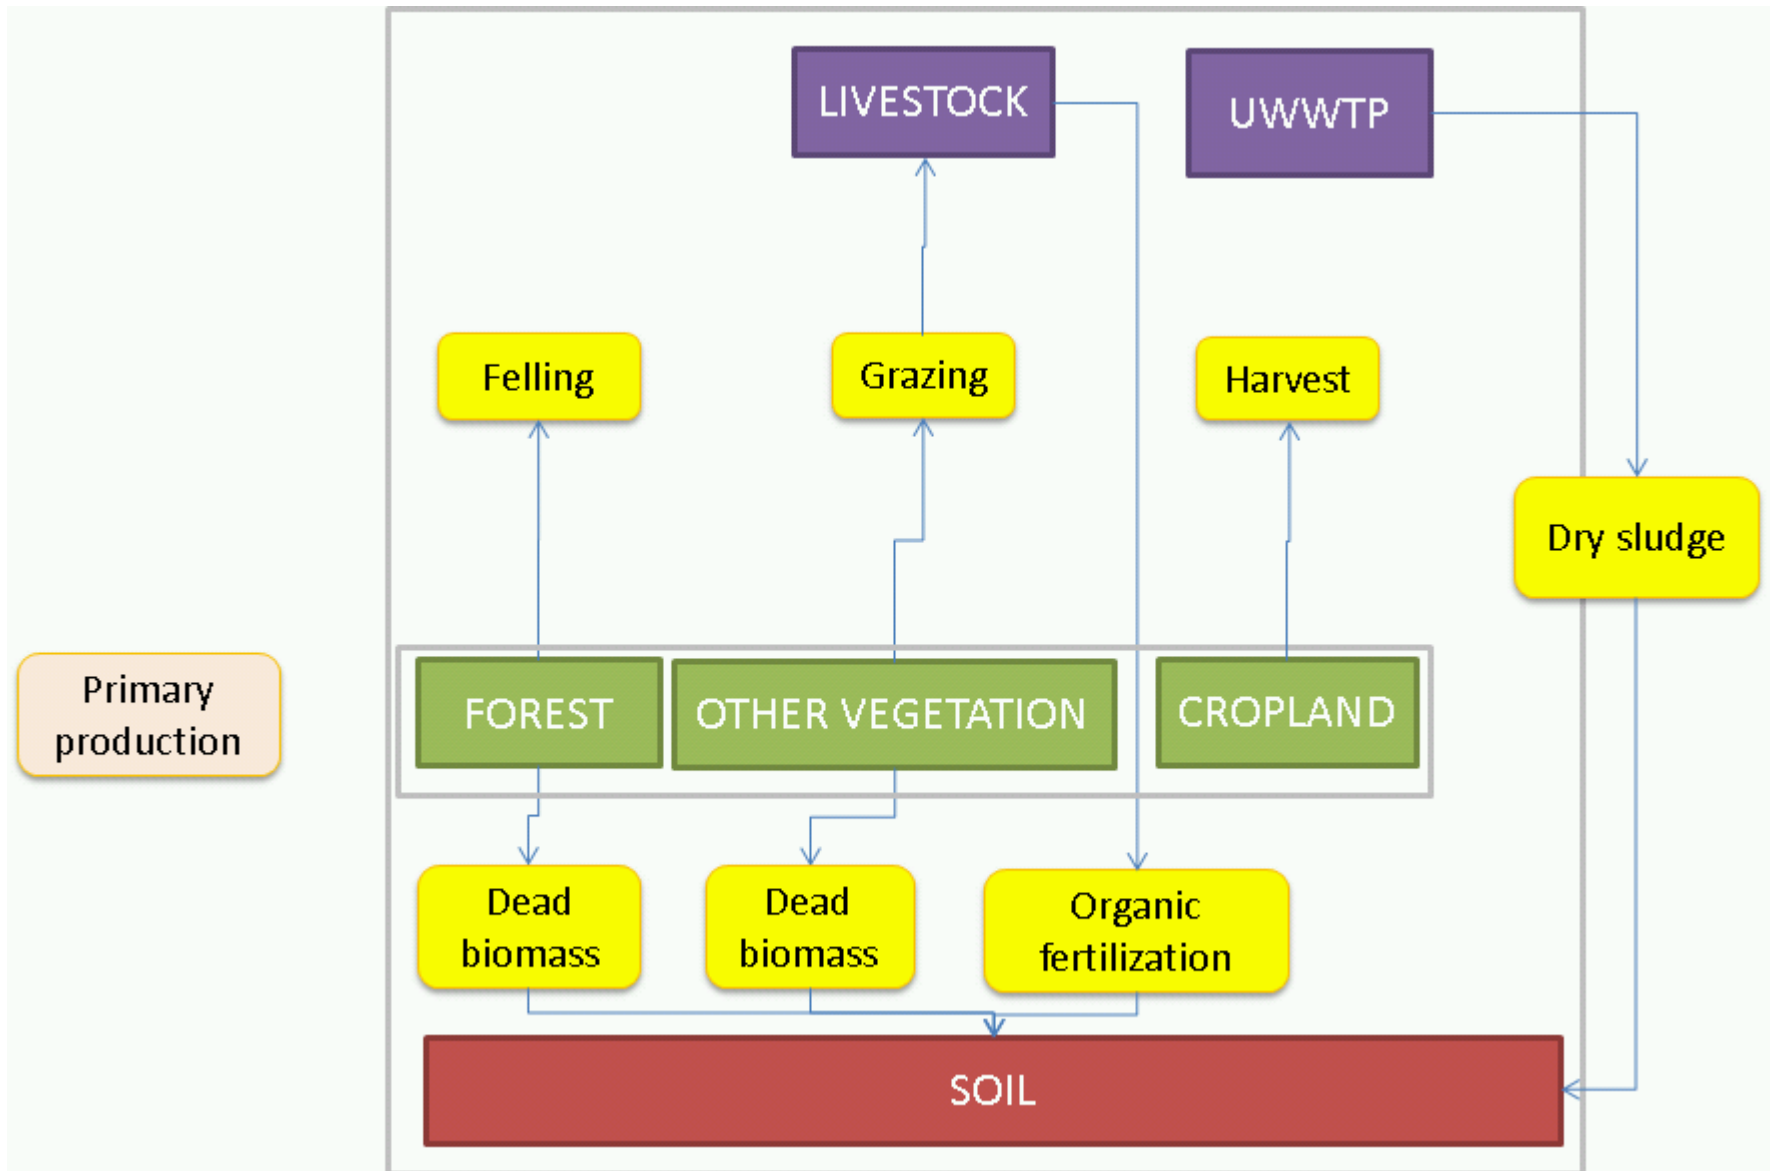 LIVESTOCK
UWWTP
Felling
Grazing
Harvest
Dry sludge
Primary
production
FOREST
OTHER VEGETATION
CROPLAND
Dead
biomass
Dead
biomass
Organic
fertilization
SOIL